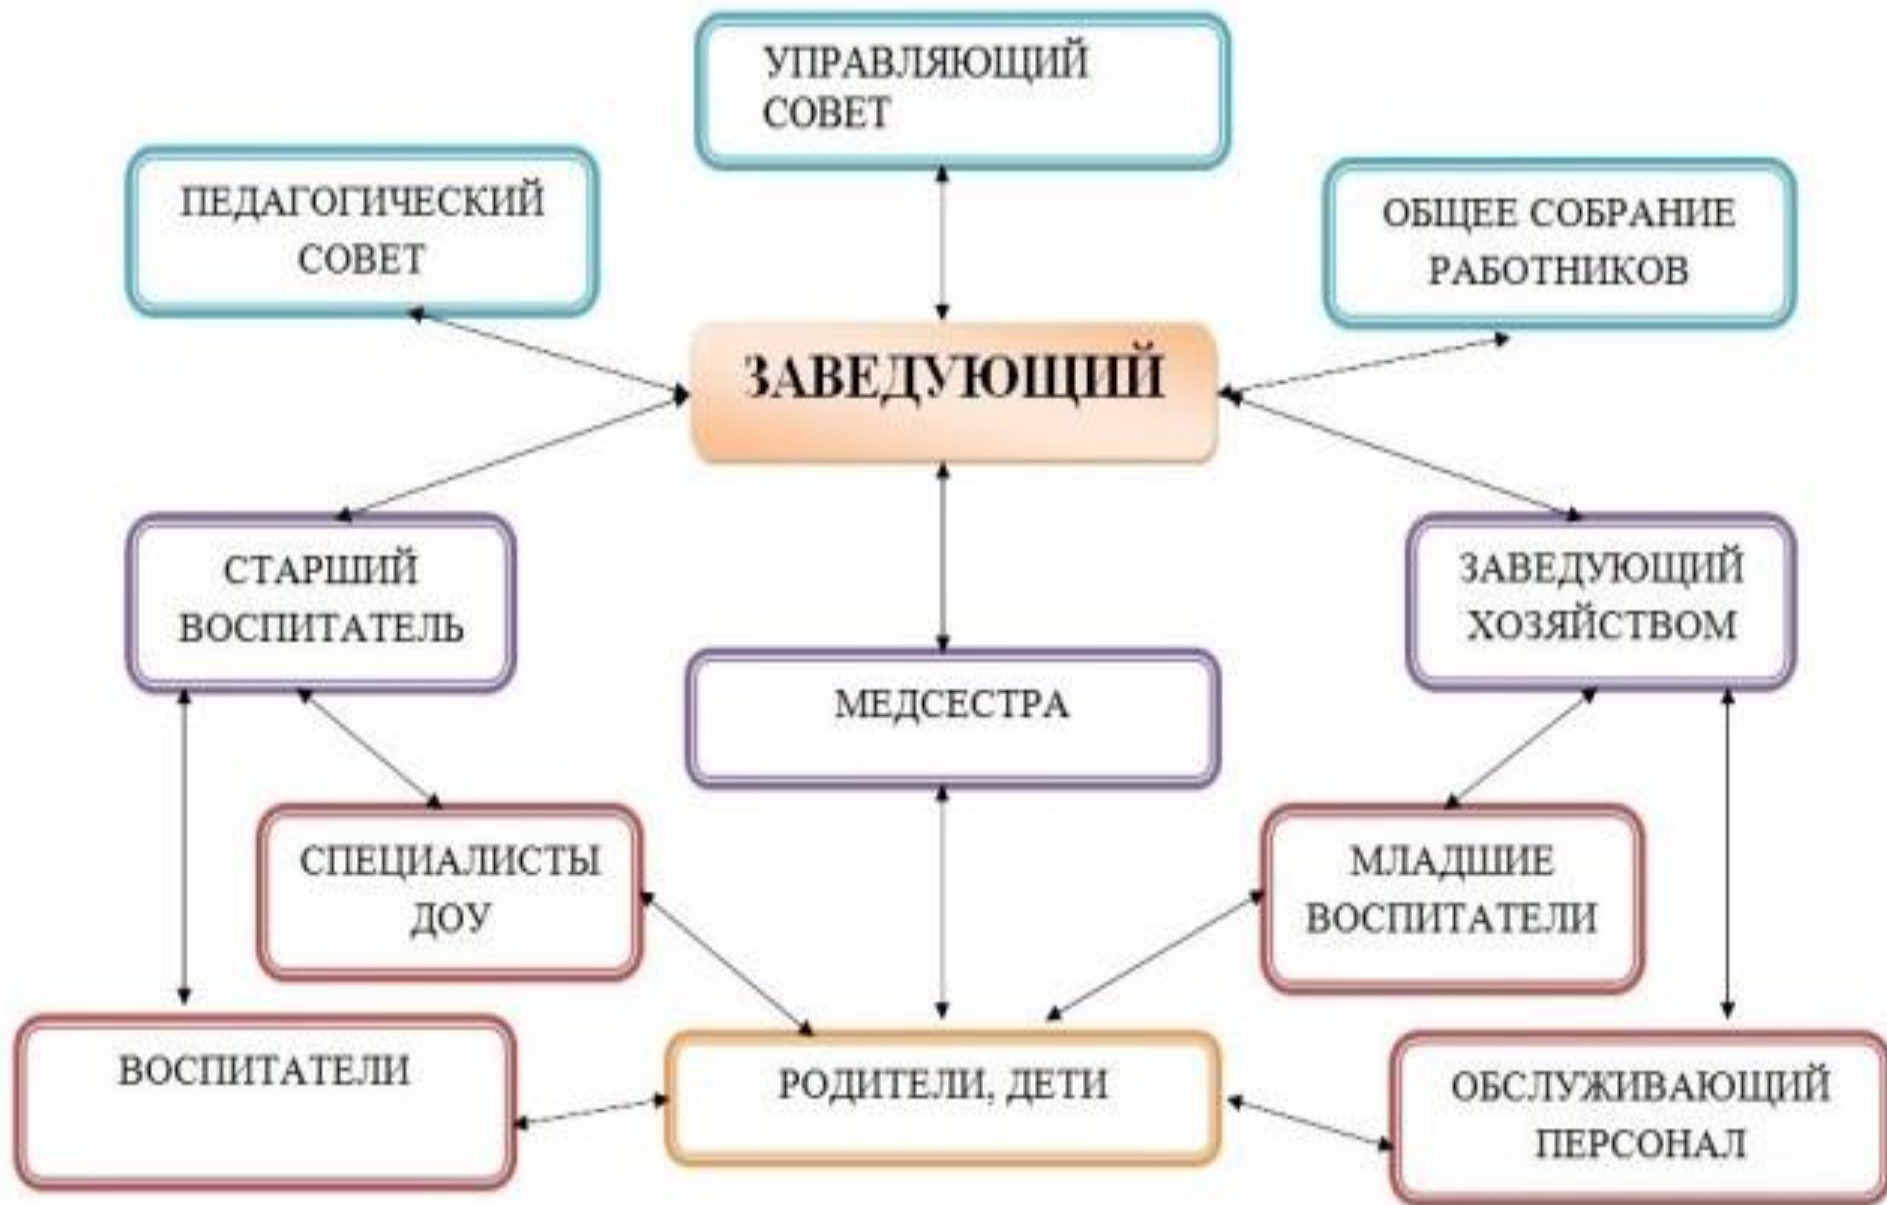 УПРАВЛЯЮЩИЙ
СОВЕТ
ПЕДАГОГИЧЕСКИЙ
СОВЕТ
ОБЩЕЕ СОБРАНИЕ
РАБОТНИКОВ
ЗАВЕДУЮЩИЙ
СТАРШИЙ
ВОСПИТАТЕЛЬ
ЗАВЕДУЮЩИЙ
ХОЗЯЙСТВОМ
МЕДСЕСТРА
СПЕЦИАЛИСТЫ
ДОУ
МЛАДШИЕ
ВОСПИТАТЕЛИ
ВОСПИТАТЕЛИ
РОДИТЕЛИ, ДЕТИ
ОБСЛУЖИВАЮЩИЙ
ПЕРСОНАЛ